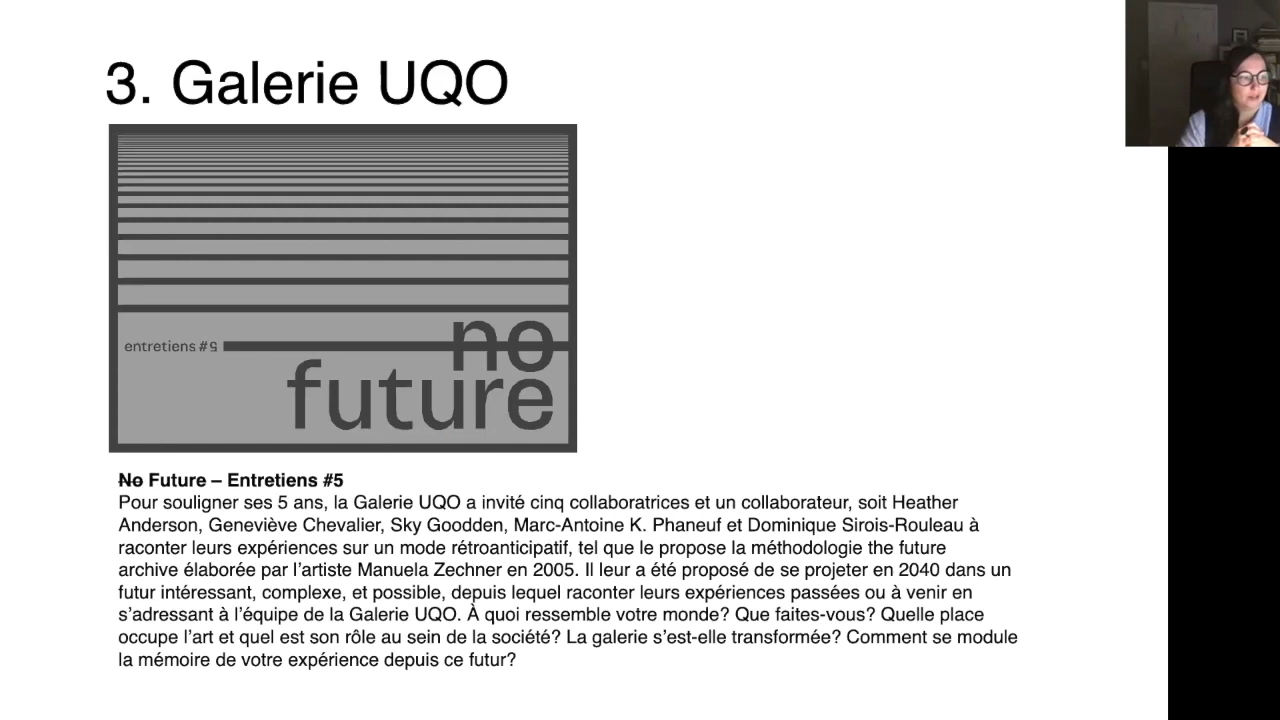 3. Galerie UQO
entretiens #5
no
future
No Future – Entretiens #5
Pour souligner ses 5 ans, la Galerie UQO a invité cinq collaboratrices et un collaborateur, soit Heather
Anderson, Geneviève Chevalier, Sky Goodden, Marc-Antoine K. Phaneuf et Dominique Sirois-Rouleau à
raconter leurs expériences sur un mode rétroanticipatif, tel que le propose la méthodologie the future
archive élaborée par l’artiste Manuela Zechner en 2005. Il leur a été proposé de se projeter en 2040 dans un
futur intéressant, complexe, et possible, depuis lequel raconter leurs expériences passées ou à venir en
s’adressant à l’équipe de la Galerie UQO. À quoi ressemble votre monde? Que faites-vous? Quelle place
occupe l’art et quel est son rôle au sein de la société? La galerie s’est-elle transformée? Comment se module
la mémoire de votre expérience depuis ce futur?